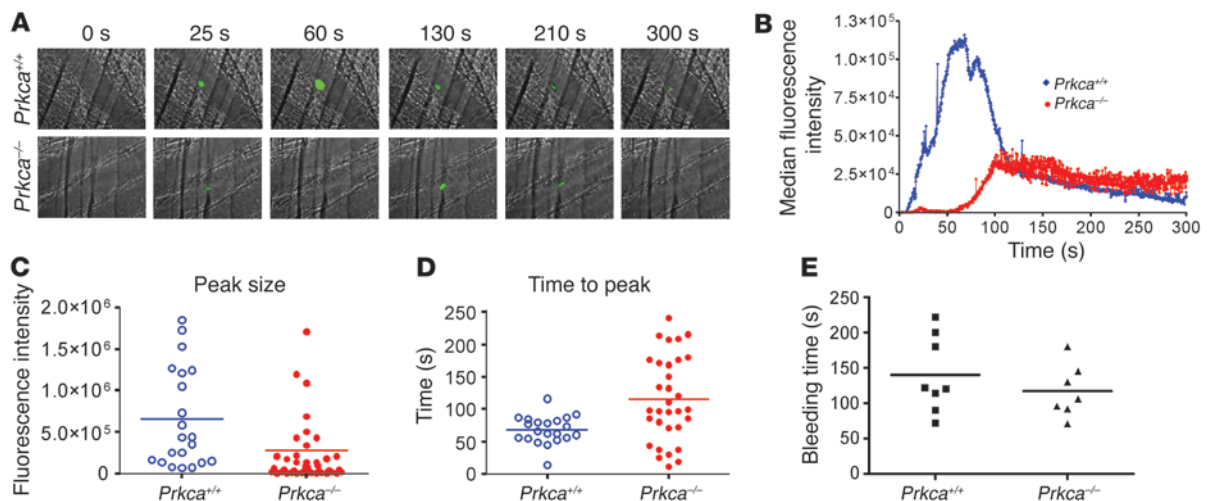 A
0 s 25 s 60 s 130 s 210 s 300 s
Prkca+/+
Prkca−/−
B
Median fluorescence
intensity
1.3×10⁵
1.0×10⁵
7.5×10⁴
5.0×10⁴
2.5×10⁴
0
Prkca+/+
Prkca−/−
0 50 100 150 200 250 300
Time (s)
C
Peak size
Fluorescence intensity
2.0×10⁶
1.5×10⁶
1.0×10⁶
5.0×10⁵
0
Prkca+/+ Prkca−/−
D
Time to peak
Time (s)
250
200
150
100
50
0
Prkca+/+ Prkca−/−
E
Bleeding time (s)
250
200
150
100
50
0
Prkca+/+ Prkca−/−